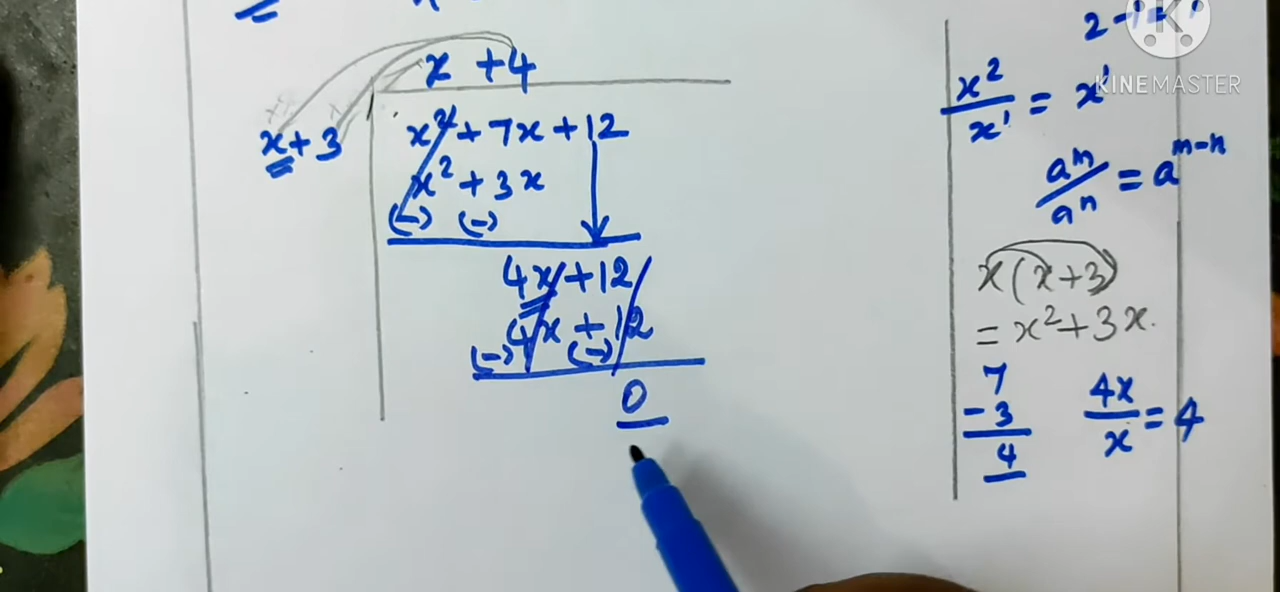 x + 4
x + 3
x² + 7x + 12
x² + 3x
(-) (-)
4x + 12
4x + 12
(-) (-)
0
K
KINEMASTER
x²/x¹ = x¹
aᵐ/aⁿ = aᵐ⁻ⁿ
x(x+3)
= x² + 3x.
7
- 3
4
4x/x = 4